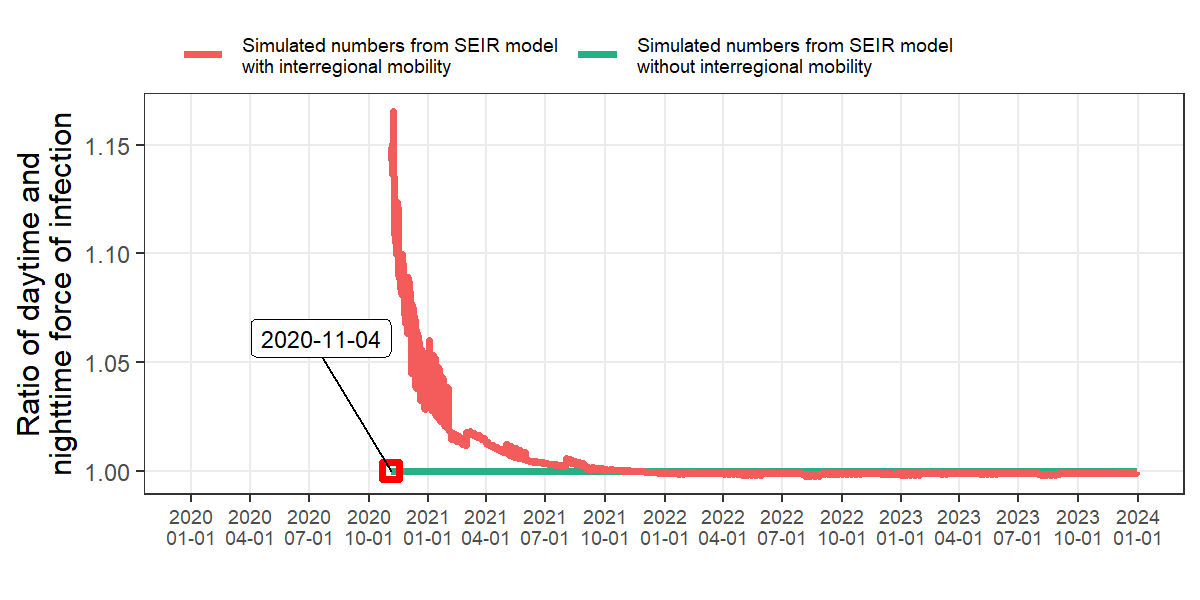 Simulated numbers from SEIR model
with interregional mobility
Simulated numbers from SEIR model
without interregional mobility
Ratio of daytime and
nighttime force of infection
1.15
1.10
1.05
1.00
2020-11-04
2020 2020 2020 2020 2021 2021 2021 2021 2022 2022 2022 2022 2023 2023 2023 2023 2024
01-01 04-01 07-01 10-01 01-01 04-01 07-01 10-01 01-01 04-01 07-01 10-01 01-01 04-01 07-01 10-01 01-01